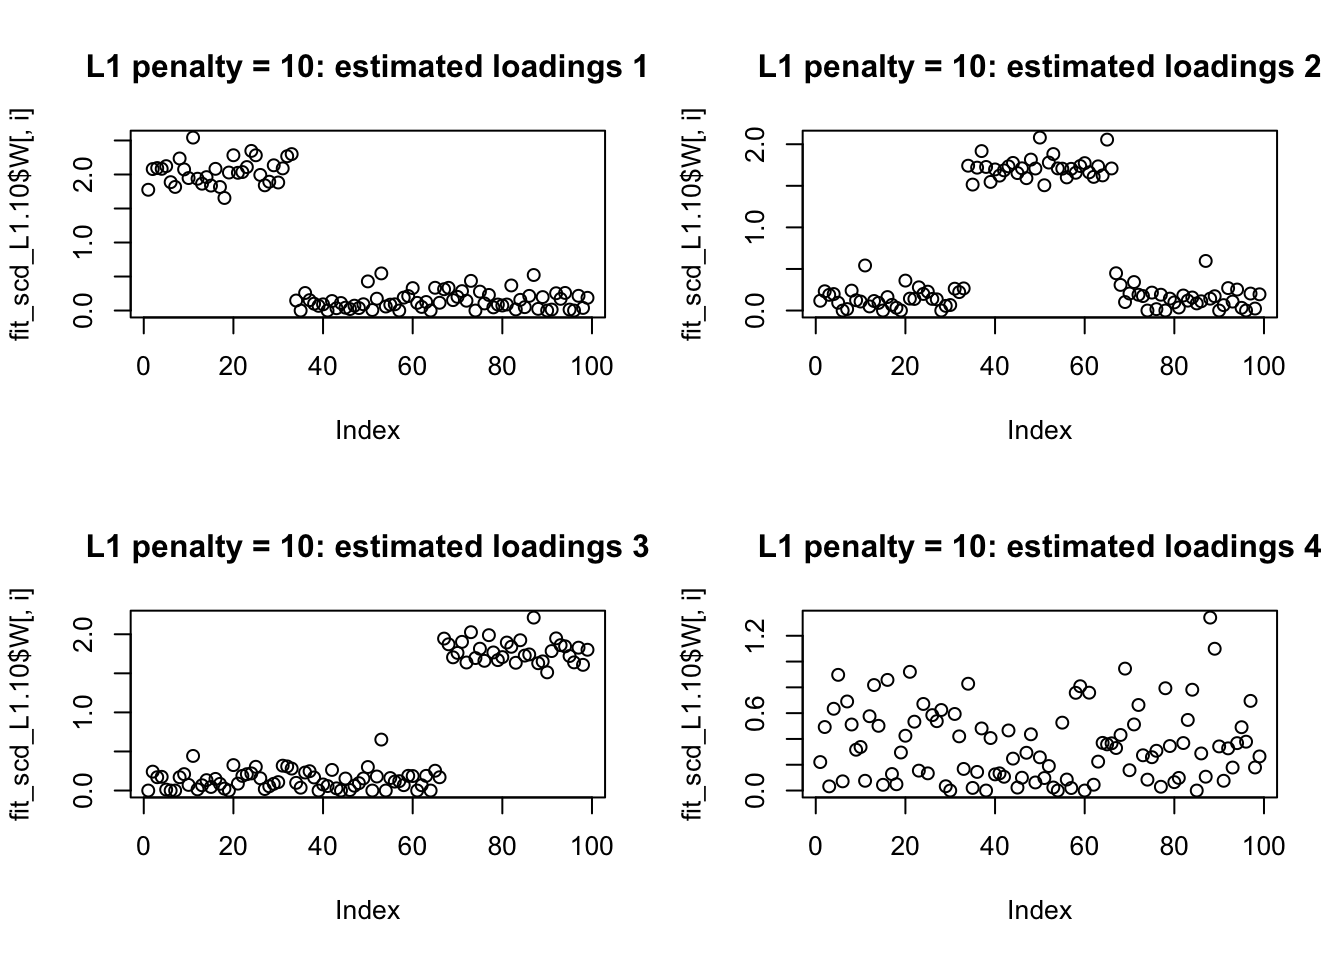 L1 penalty = 10: estimated loadings 1
fit_scd_L1.10$W[, i]
0.0 1.0 2.0
0 20 40 60 80 100
Index
L1 penalty = 10: estimated loadings 2
fit_scd_L1.10$W[, i]
0.0 1.0 2.0
0 20 40 60 80 100
Index
L1 penalty = 10: estimated loadings 3
fit_scd_L1.10$W[, i]
0.0 1.0 2.0
0 20 40 60 80 100
Index
L1 penalty = 10: estimated loadings 4
fit_scd_L1.10$W[, i]
0.0 0.6 1.2
0 20 40 60 80 100
Index